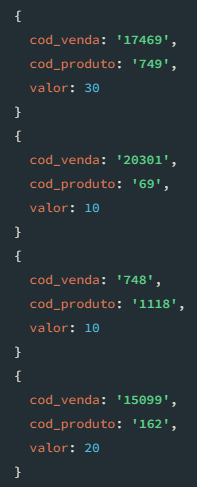 {
cod_venda: '17469',
cod_produto: '749',
valor: 30
}
{
cod_venda: '20301',
cod_produto: '69',
valor: 10
}
{
cod_venda: '748',
cod_produto: '1118',
valor: 10
}
{
cod_venda: '15099',
cod_produto: '162',
valor: 20
}